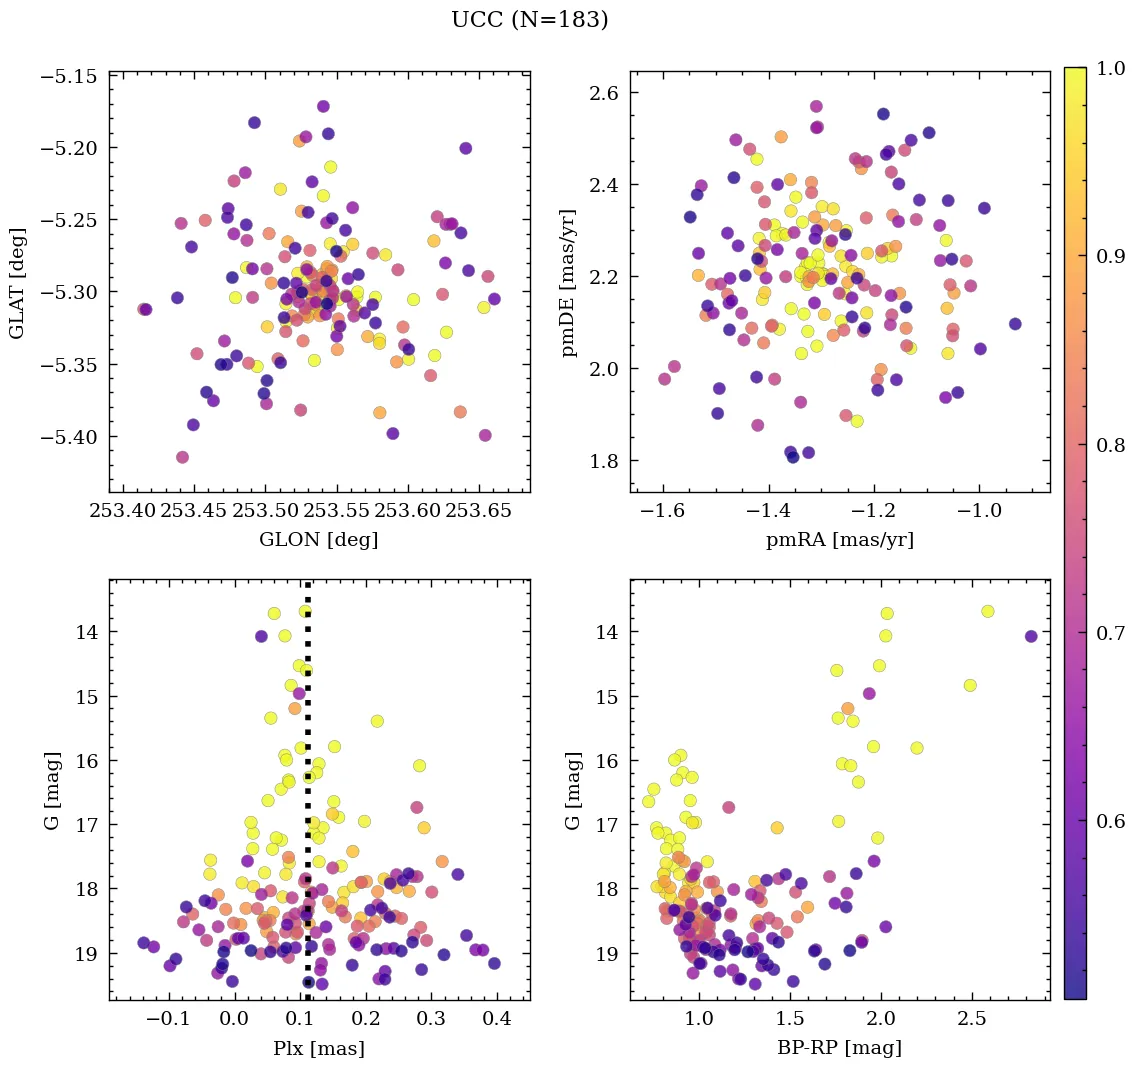 UCC (N=183)
−5.15
−5.20
−5.25
−5.30
−5.35
−5.40
GLAT [deg]
253.40 253.45 253.50 253.55 253.60 253.65
GLON [deg]
2.6
2.4
2.2
2.0
1.8
pmDE [mas/yr]
−1.6 −1.4 −1.2 −1.0
pmRA [mas/yr]
1.0
0.9
0.8
0.7
0.6
14
15
16
17
18
19
G [mag]
−0.1 0.0 0.1 0.2 0.3 0.4
Plx [mas]
14
15
16
17
18
19
G [mag]
1.0 1.5 2.0 2.5
BP-RP [mag]